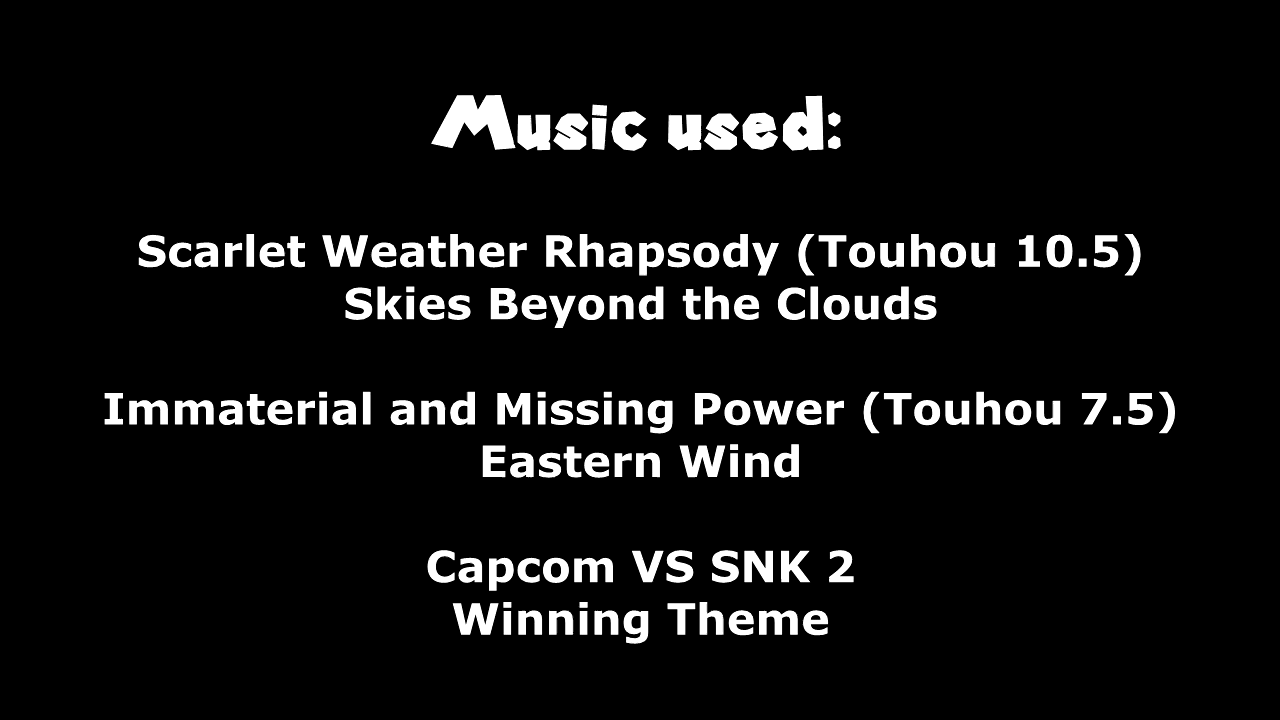 Music used:
Scarlet Weather Rhapsody (Touhou 10.5)
Skies Beyond the Clouds
Immaterial and Missing Power (Touhou 7.5)
Eastern Wind
Capcom VS SNK 2
Winning Theme